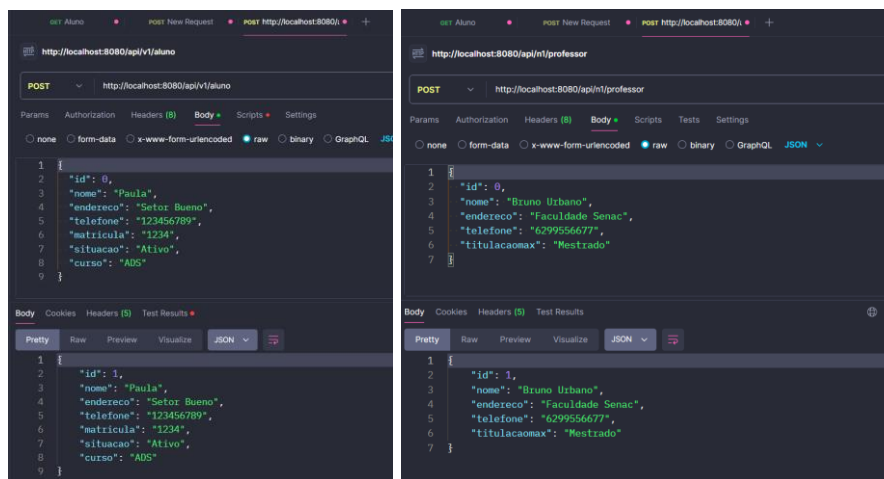 GET Aluno
POST New Request
POST http://localhost:8080/a
http://localhost:8080/api/v1/aluno
POST http://localhost:8080/api/v1/aluno
Params Authorization Headers (8) Body Scripts Settings
none form-data x-www-form-urlencoded raw binary GraphQL JSO
1 {
2 "id": 0,
3 "nome": "Paula",
4 "endereco": "Setor Bueno",
5 "telefone": "123456789",
6 "matricula": "1234",
7 "situacao": "Ativo",
8 "curso": "ADS"
9 }
Body Cookies Headers (5) Test Results
Pretty Raw Preview Visualize JSON
1 {
2 "id": 1,
3 "nome": "Paula",
4 "endereco": "Setor Bueno",
5 "telefone": "123456789",
6 "matricula": "1234",
7 "situacao": "Ativo",
8 "curso": "ADS"
9 }
GET Aluno
POST New Request
POST http://localhost:8080/
http://localhost:8080/api/n1/professor
POST http://localhost:8080/api/n1/professor
Params Authorization Headers (8) Body Scripts Tests Settings
none form-data x-www-form-urlencoded raw binary GraphQL JSON
1 {
2 "id": 0,
3 "nome": "Bruno Urbano",
4 "endereco": "Faculdade Senac",
5 "telefone": "6299556677",
6 "titulacaomax": "Mestrado"
7 }
Body Cookies Headers (5) Test Results
Pretty Raw Preview Visualize JSON
1 {
2 "id": 1,
3 "nome": "Bruno Urbano",
4 "endereco": "Faculdade Senac",
5 "telefone": "6299556677",
6 "titulacaomax": "Mestrado"
7 }